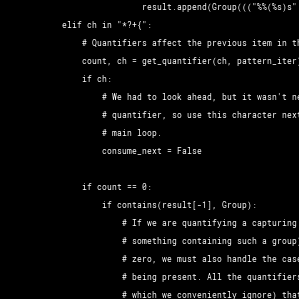 result.append(Group((("%%(%s)s"
elif ch in "*?+{":
# Quantifiers affect the previous item in th
count, ch = get_quantifier(ch, pattern_iter)
if ch:
# We had to look ahead, but it wasn't ne
# quantifier, so use this character next
# main loop.
consume_next = False
if count == 0:
if contains(result[-1], Group):
# If we are quantifying a capturing
# something containing such a group)
# zero, we must also handle the case
# being present. All the quantifiers
# which we conveniently ignore) that